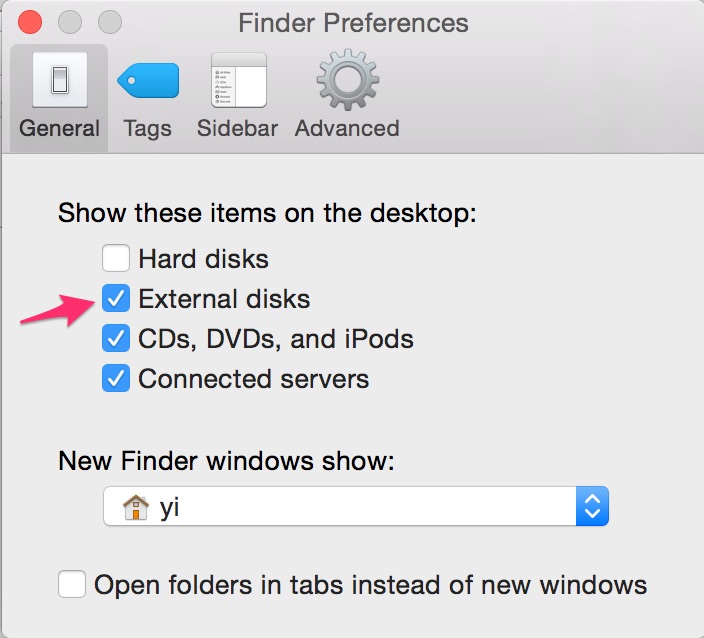 Finder Preferences
General Tags Sidebar Advanced
Show these items on the desktop:
Hard disks
External disks
CDs, DVDs, and iPods
Connected servers
New Finder windows show:
yi
Open folders in tabs instead of new windows